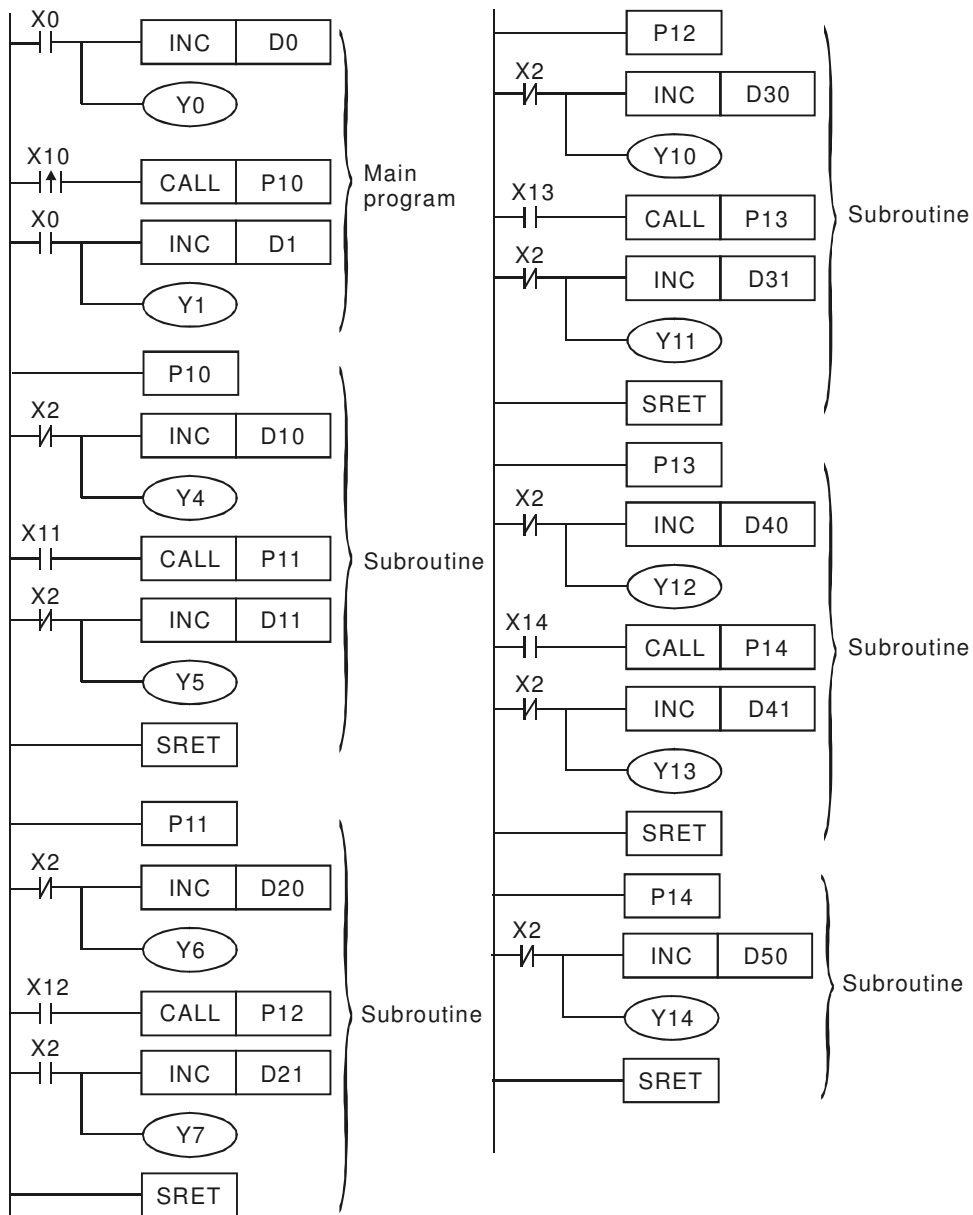 X0
INC D0
Y0
X10
CALL P10
X0
INC D1
Y1
Main
program
P10
X2
INC D10
Y4
X11
CALL P11
X2
INC D11
Y5
SRET
Subroutine
P11
X2
INC D20
Y6
X12
CALL P12
X2
INC D21
Y7
SRET
Subroutine
P12
X2
INC D30
Y10
X13
CALL P13
X2
INC D31
Y11
SRET
Subroutine
P13
X2
INC D40
Y12
X14
CALL P14
X2
INC D41
Y13
SRET
Subroutine
P14
X2
INC D50
Y14
SRET
Subroutine